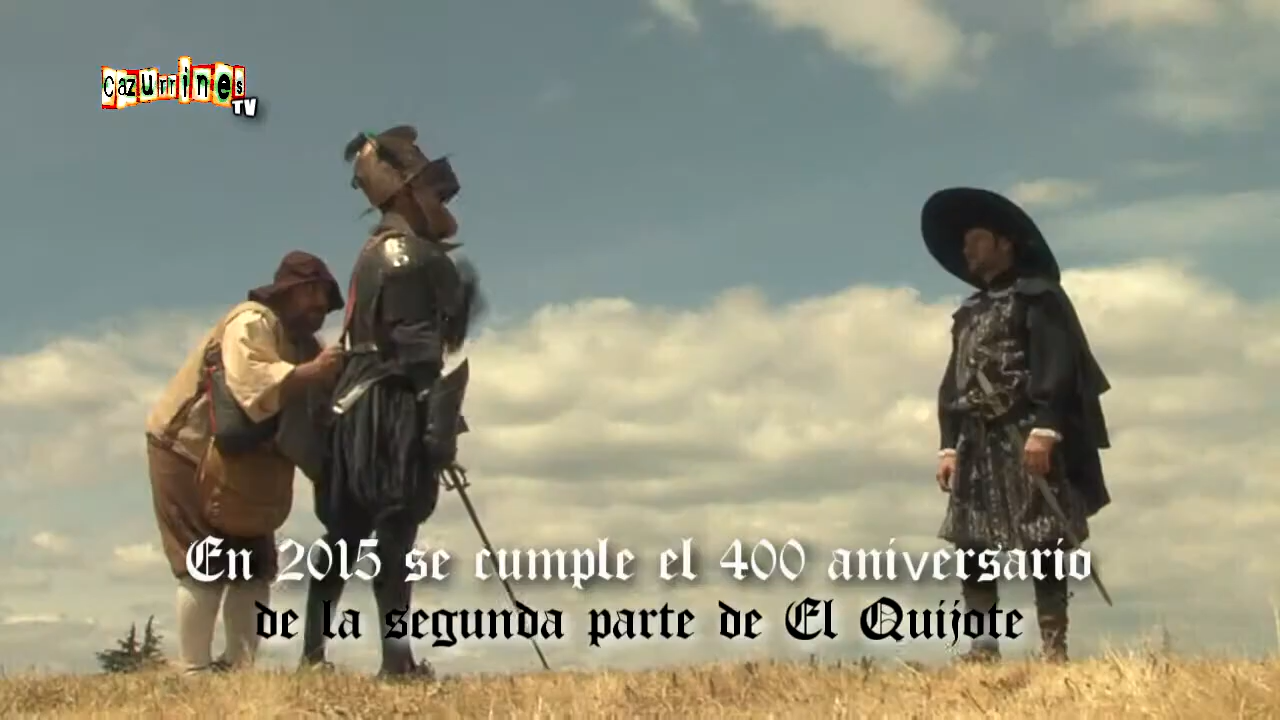 Cazurrines
TV
En 2015 se cumple el 400 aniversario
de la segunda parte de El Quijote